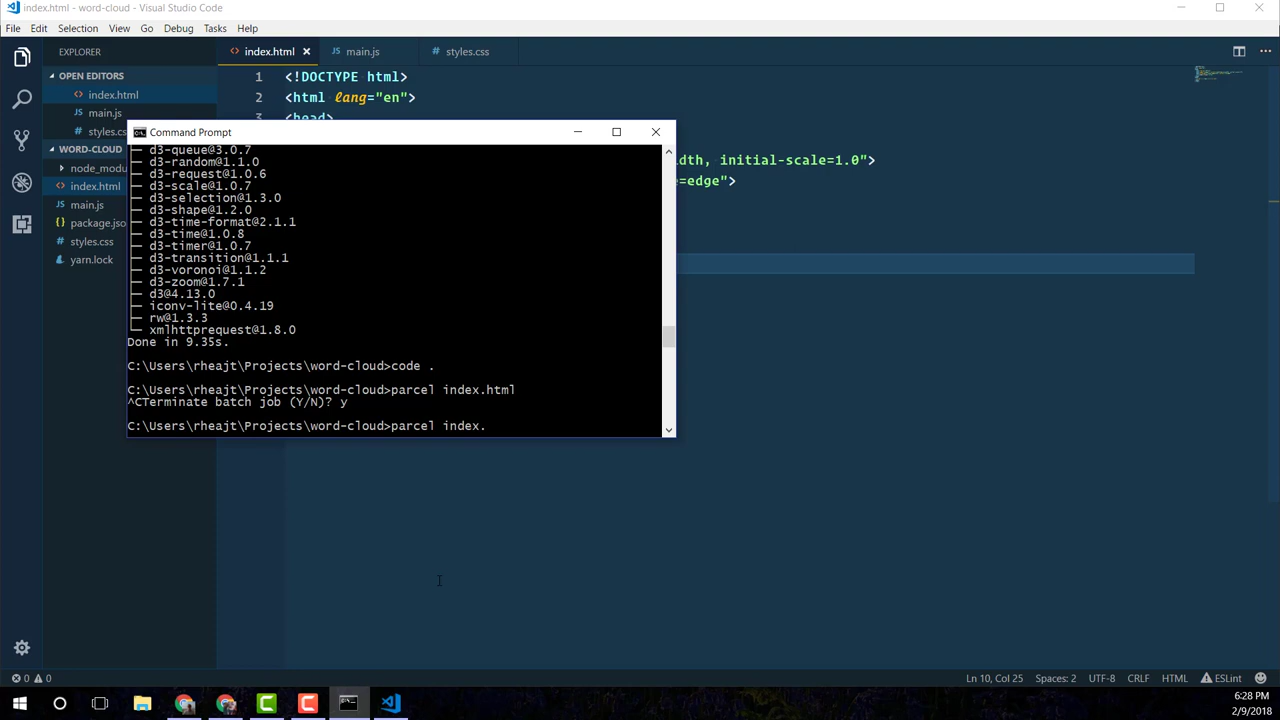 index.html - word-cloud - Visual Studio Code
File Edit Selection View Go Debug Tasks Help
EXPLORER
OPEN EDITORS
index.html
main.js
styles.cs
WORD-CLOUD
node_modu
index.html
main.js
package.jso
styles.css
yarn.lock
index.html main.js styles.css
1 <!DOCTYPE html>
2 <html lang="en">
3 <head>
dth, initial-scale=1.0">
=edge">
Command Prompt
├─ d3-queue@3.0.7
├─ d3-random@1.1.0
├─ d3-request@1.0.6
├─ d3-scale@1.0.7
├─ d3-selection@1.3.0
├─ d3-shape@1.2.0
├─ d3-time-format@2.1.1
├─ d3-time@1.0.8
├─ d3-timer@1.0.7
├─ d3-transition@1.1.1
├─ d3-voronoi@1.1.2
├─ d3-zoom@1.7.1
├─ d3@4.13.0
├─ iconv-lite@0.4.19
├─ rw@1.3.3
└─ xmlhttprequest@1.8.0
Done in 9.35s.
C:\Users\rheajt\Projects\word-cloud>code .
C:\Users\rheajt\Projects\word-cloud>parcel index.html
^CTerminate batch job (Y/N)? y
C:\Users\rheajt\Projects\word-cloud>parcel index.
0 0 Ln 10, Col 25 Spaces: 2 UTF-8 CRLF HTML ESLint
6:28 PM
2/9/2018